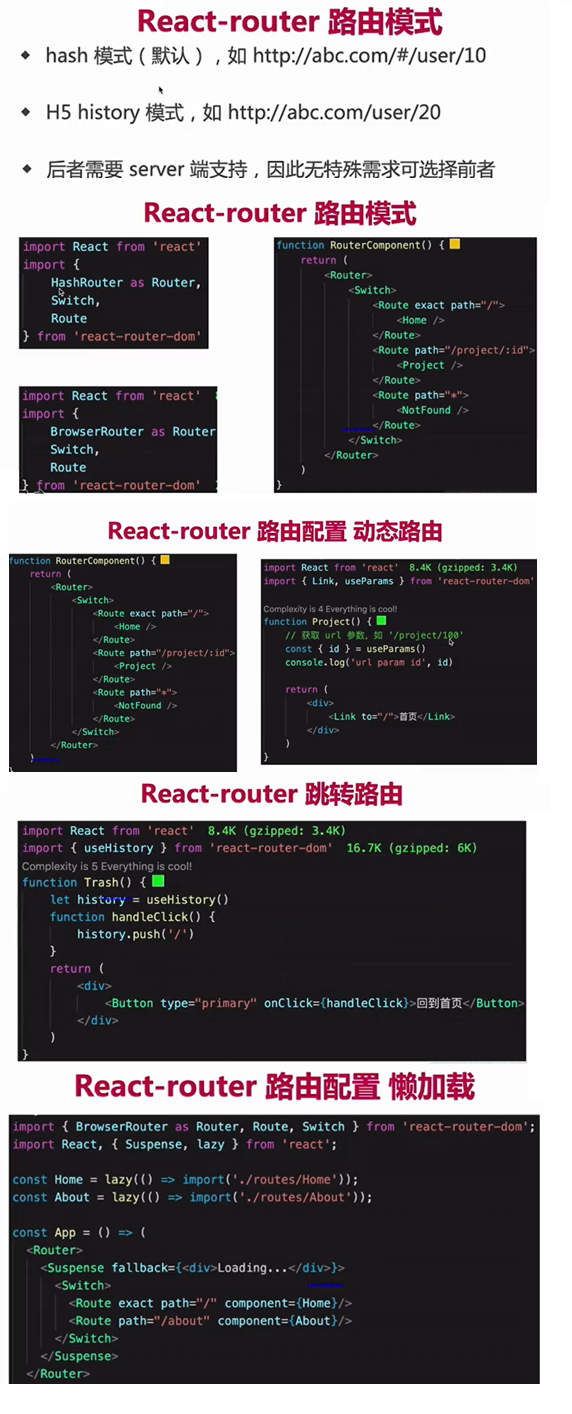 React-router 路由模式
◆ hash 模式（默认），如 http://abc.com/#/user/10
◆ H5 history 模式，如 http://abc.com/user/20
◆ 后者需要 server 端支持，因此无特殊需求可选择前者
React-router 路由模式
import React from 'react'
import {
HashRouter as Router,
Switch,
Route
} from 'react-router-dom'
import React from 'react'
import {
BrowserRouter as Router
Switch,
Route
} from 'react-router-dom'
function RouterComponent() {
return (
<Router>
<Switch>
<Route exact path="/">
<Home />
</Route>
<Route path="/project/:id">
<Project />
</Route>
<Route path="*">
<NotFound />
</Route>
</Switch>
</Router>
)
}
React-router 路由配置 动态路由
function RouterComponent() {
return (
<Router>
<Switch>
<Route exact path="/">
<Home />
</Route>
<Route path="/project/:id">
<Project />
</Route>
<Route path="*">
<NotFound />
</Route>
</Switch>
</Router>
)
import React from 'react' 8.4K (gzipped: 3.4K)
import { Link, useParams } from 'react-router-dom'
Complexity is 4 Everything is cool!
function Project() {
// 获取 url 参数，如 '/project/100'
const { id } = useParams()
console.log('url param id', id)
return (
<div>
<Link to="/">首页</Link>
</div>
)
}
React-router 跳转路由
import React from 'react' 8.4K (gzipped: 3.4K)
import { useHistory } from 'react-router-dom' 16.7K (gzipped: 6K)
Complexity is 5 Everything is cool!
function Trash() {
let history = useHistory()
function handleClick() {
history.push('/')
}
return (
<div>
<Button type="primary" onClick={handleClick}>回到首页</Button>
</div>
)
}
React-router 路由配置 懒加载
import { BrowserRouter as Router, Route, Switch } from 'react-router-dom';
import React, { Suspense, lazy } from 'react';
const Home = lazy(() => import('./routes/Home'));
const About = lazy(() => import('./routes/About'));
const App = () => (
<Router>
<Suspense fallback={<div>Loading...</div>}>
<Switch>
<Route exact path="/" component={Home}/>
<Route path="/about" component={About}/>
</Switch>
</Suspense>
</Router>